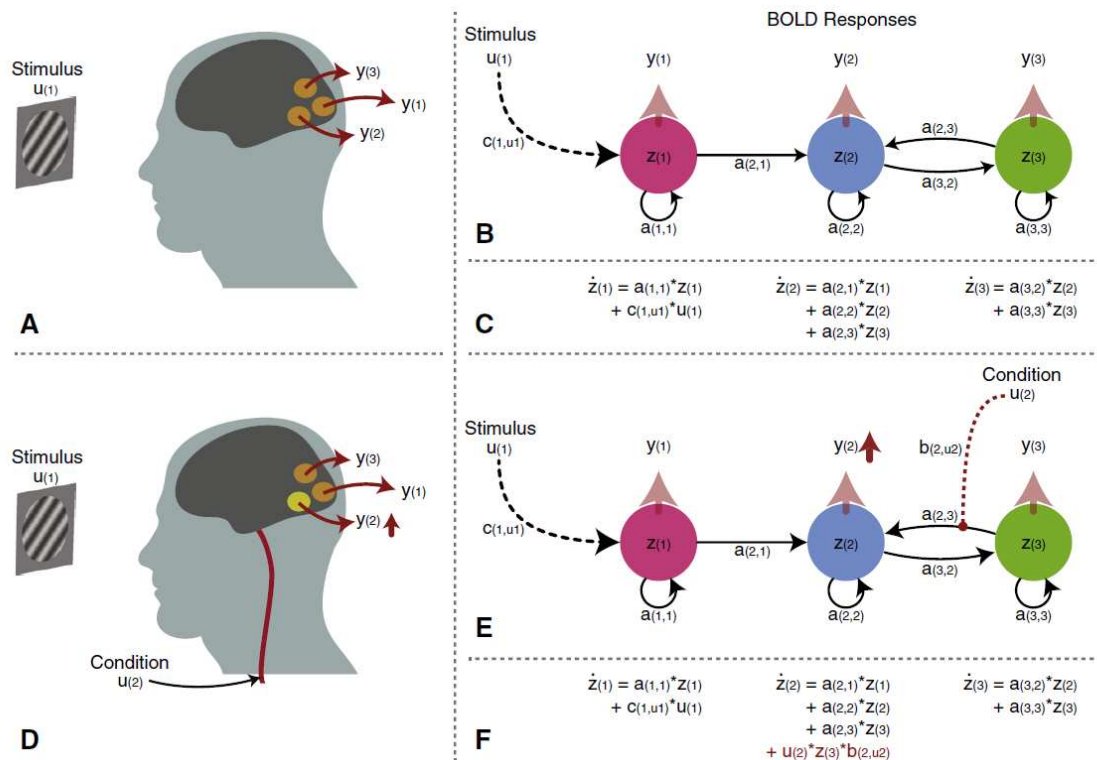 Stimulus
u(1)
y(3)
y(1)
y(2)
A
BOLD Responses
Stimulus
u(1)
y(1)
y(2)
y(3)
c(1,u1)
z(1)
a(2,1)
z(2)
a(2,3)
a(3,2)
z(3)
a(1,1)
a(2,2)
a(3,3)
B
ż(1) = a(1,1)*z(1)
+ c(1,u1)*u(1)
ż(2) = a(2,1)*z(1)
+ a(2,2)*z(2)
+ a(2,3)*z(3)
ż(3) = a(3,2)*z(2)
+ a(3,3)*z(3)
C
Stimulus
u(1)
y(3)
y(1)
y(2)
Condition
u(2)
D
Condition
u(2)
Stimulus
u(1)
y(1)
y(2)
b(2,u2)
y(3)
c(1,u1)
z(1)
a(2,1)
z(2)
a(2,3)
a(3,2)
z(3)
a(1,1)
a(2,2)
a(3,3)
E
ż(1) = a(1,1)*z(1)
+ c(1,u1)*u(1)
ż(2) = a(2,1)*z(1)
+ a(2,2)*z(2)
+ a(2,3)*z(3)
+ u(2)*z(3)*b(2,u2)
ż(3) = a(3,2)*z(2)
+ a(3,3)*z(3)
F